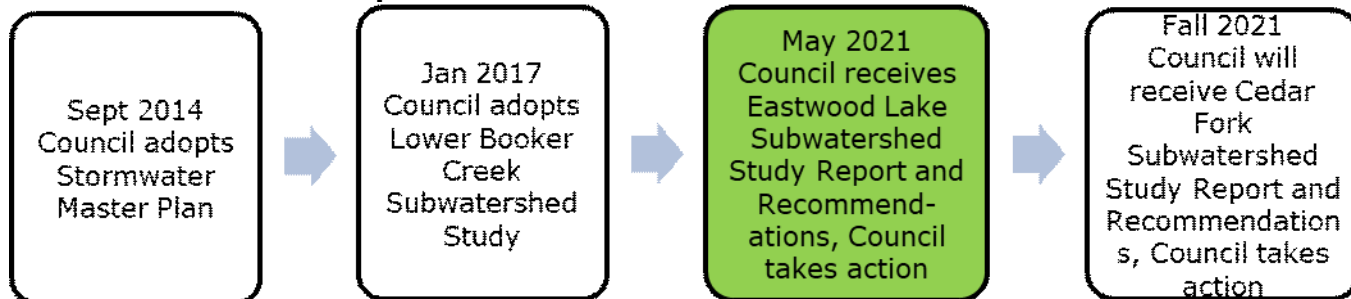 Sept 2014
Council adopts
Stormwater
Master Plan
Jan 2017
Council adopts
Lower Booker
Creek
Subwatershed
Study
May 2021
Council receives
Eastwood Lake
Subwatershed
Study Report and
Recommend-
ations, Council
takes action
Fall 2021
Council will
receive Cedar
Fork
Subwatershed
Study Report and
Recommendation
s, Council takes
action